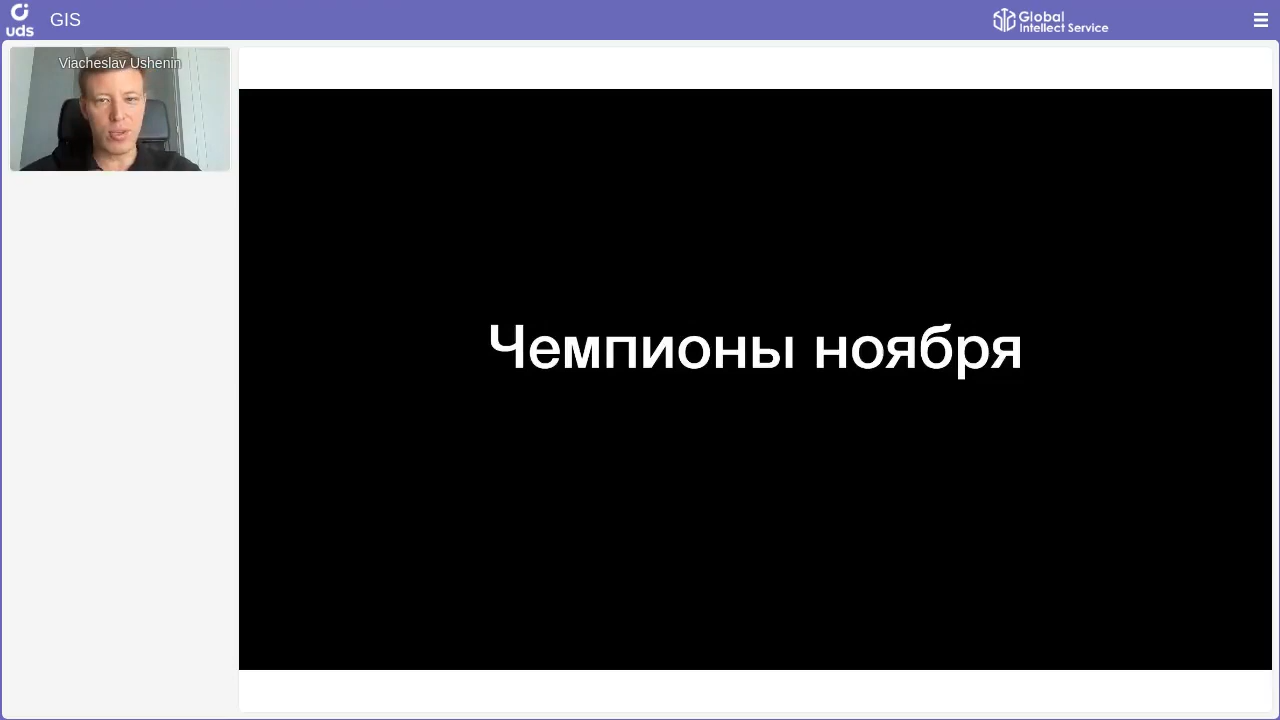 uds
GIS
Global
Intellect Service
Viacheslav Ushenin
Чемпионы ноября